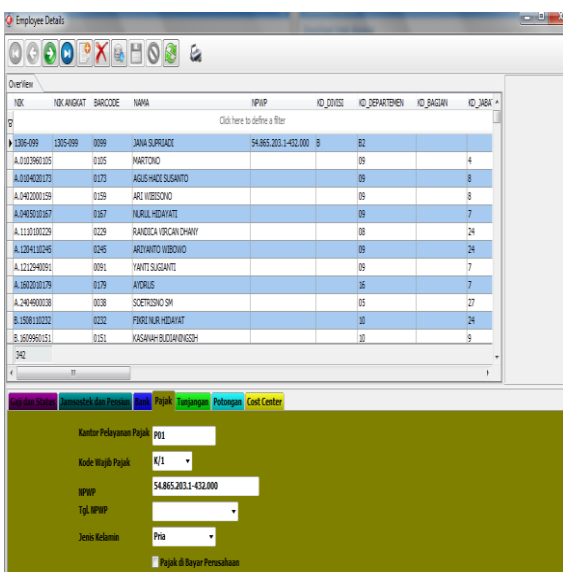 Employee Details
OverView
NIK NIK ANGKAT BARCODE NAMA NPWP KD_DIVISI KD_DEPARTEMEN KD_BAGIAN KD_JABAT
Click here to define a filter
1306-099 1305-099 0099 JANA SUPRIADI 54.865.203.1-432.000 B B2
A.0103960105 0105 MARTONO 09 4
A.0104020173 0173 AGUS HADI SUSANTO 09 8
A.0402000159 0159 ARI WIBISONO 09 8
A.0405010167 0167 NURUL HIDAYATI 09 7
A.1110100229 0229 RANDICA VIRCAN DHANY 08 24
A.1204110245 0245 ARIYANTO WIBOWO 09 24
A.1212940091 0091 YANTI SUGIANTI 09 7
A.1602010179 0179 AYDRUS 16 7
A.2404900038 0038 SOETRISNO SM 05 27
B.1508110232 0232 FIKRI NUR HIDAYAT 10 24
B.1609960151 0151 KASANAH BUDIANINGSIH 10 9
342
Gaji dan Status Jamsostek dan Pensiun Bank Pajak Tunjangan Potongan Cost Center
Kantor Pelayanan Pajak P01
Kode Wajib Pajak K/1
NPWP 54.865.203.1-432.000
Tgl. NPWP
Jenis Kelamin Pria
Pajak di Bayar Perusahaan